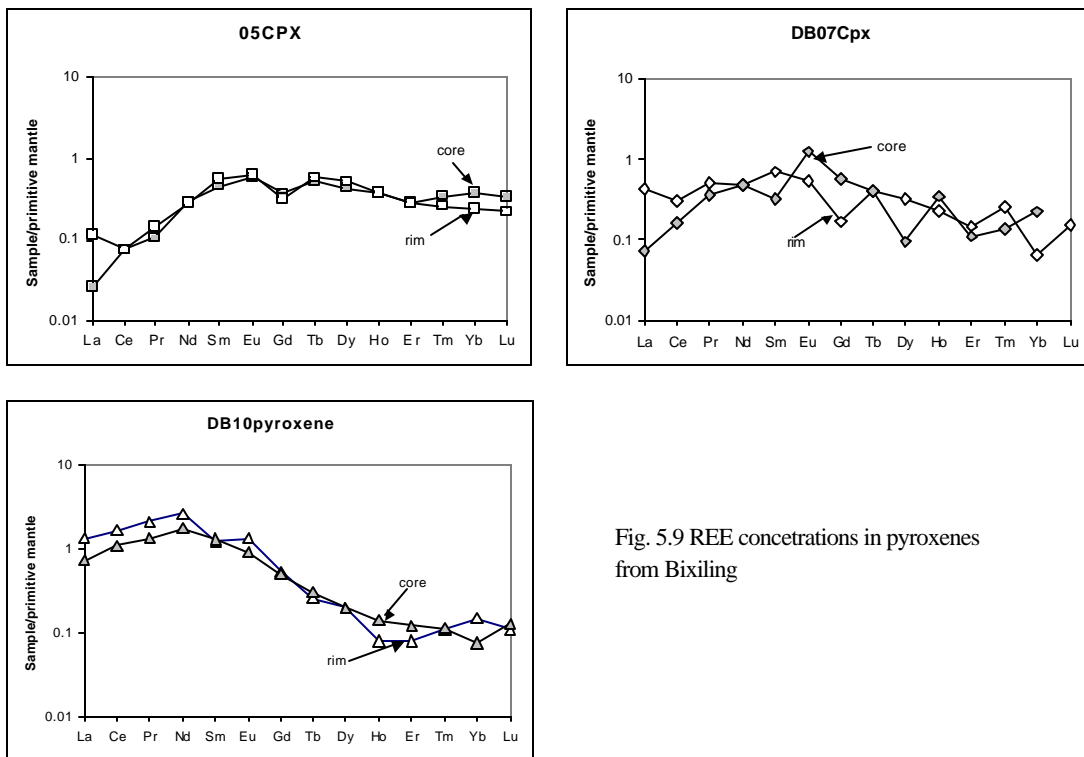 05CPX
Sample/primitive mantle
10
1
0.1
0.01
core
rim
La Ce Pr Nd Sm Eu Gd Tb Dy Ho Er Tm Yb Lu
DB07Cpx
Sample/primitive mantle
10
1
0.1
0.01
core
rim
La Ce Pr Nd Sm Eu Gd Tb Dy Ho Er Tm Yb Lu
DB10pyroxene
Sample/primitive mantle
10
1
0.1
0.01
core
rim
La Ce Pr Nd Sm Eu Gd Tb Dy Ho Er Tm Yb Lu
Fig. 5.9 REE concetrations in pyroxenes
from Bixiling